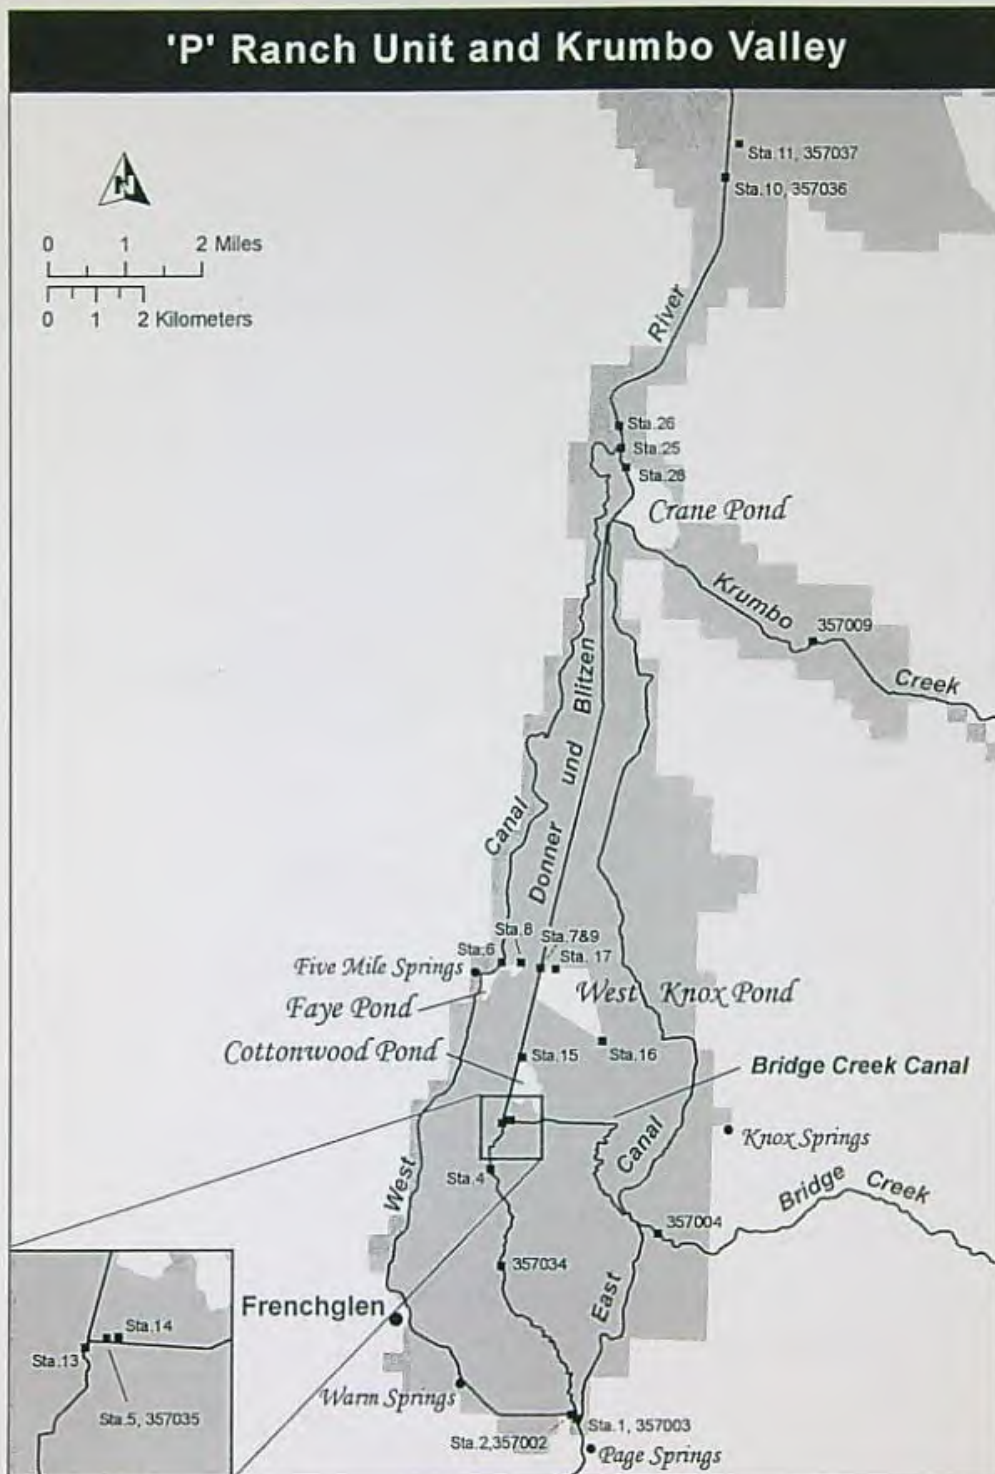 'P' Ranch Unit and Krumbo Valley
N
0 1 2 Miles
0 1 2 Kilometers
Sta.11, 357037
Sta.10, 357036
River
Sta.26
Sta.25
Sta.28
Crane Pond
Krumbo
357009
Creek
Blitzen
und
Canal
Donner
Sta.8
Sta.7&9
Sta.6
Sta. 17
Five Mile Springs
West Knox Pond
Faye Pond
Cottonwood Pond
Sta.15
Sta.16
Bridge Creek Canal
Canal
Knox Springs
West
Sta.4
Bridge Creek
357004
357034
East
Frenchglen
Sta.14
Sta.13
Sta.5, 357035
Warm Springs
Sta.1, 357003
Sta.2,357002
Page Springs